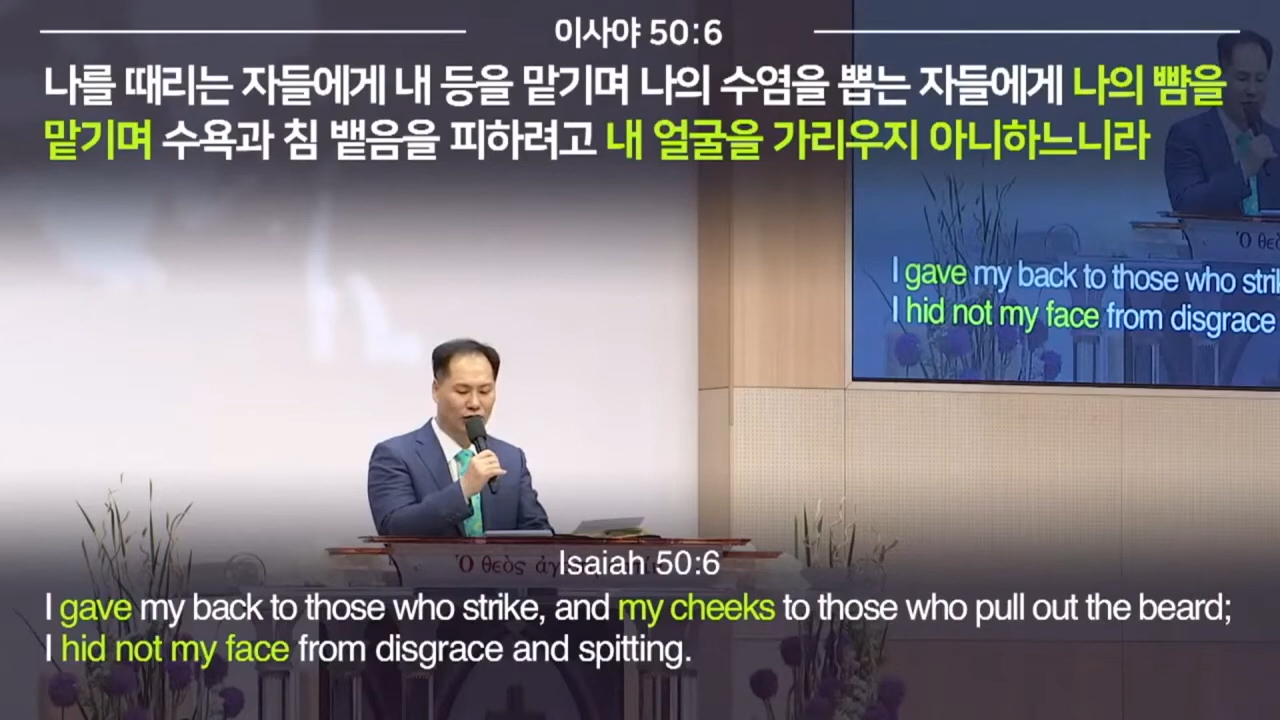 이사야 50:6
나를 때리는 자들에게 내 등을 맡기며 나의 수염을 뽑는 자들에게 나의 뺨을
맡기며 수욕과 침 뱉음을 피하려고 내 얼굴을 가리우지 아니하느니라
I gave my back to those who
I hid not my face from disgrace
Ὁ θεὸς
Isaiah 50:6
I gave my back to those who strike, and my cheeks to those who pull out the beard;
I hid not my face from disgrace and spitting.